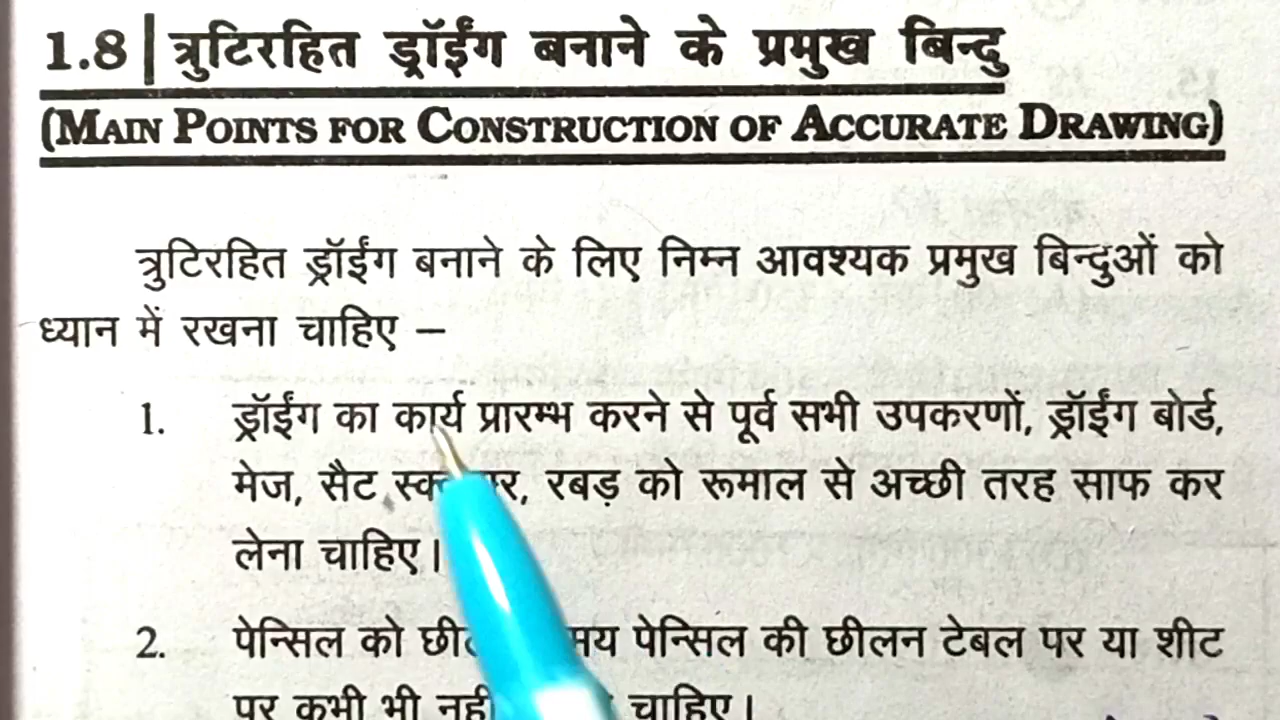 1.8 | त्रुटिरहित ड्रॉईंग बनाने के प्रमुख बिन्दु
(MAIN POINTS FOR CONSTRUCTION OF ACCURATE DRAWING)
त्रुटिरहित ड्रॉईंग बनाने के लिए निम्न आवश्यक प्रमुख बिन्दुओं को
ध्यान में रखना चाहिए –
1. ड्रॉईंग का कार्य प्रारम्भ करने से पूर्व सभी उपकरणों, ड्रॉईंग बोर्ड,
मेज, सैट रबड़ को रूमाल से अच्छी तरह साफ कर
लेना चाहिए।
2. पेन्सिल को पेन्सिल की छीलन टेबल पर या शीट
पर कभी भी चाहिए।